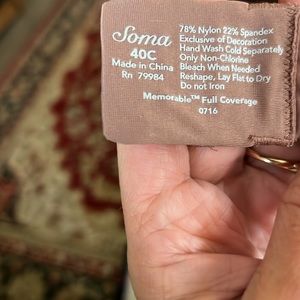 Soma
40C
Made in China
Rn 79984
78% Nylon 22% Spandex
Exclusive of Decoration
Hand Wash Cold Separately
Only Non-Chlorine
Bleach When Needed
Reshape, Lay Flat to Dry
Do not Iron
Memorable™ Full Coverage
0716